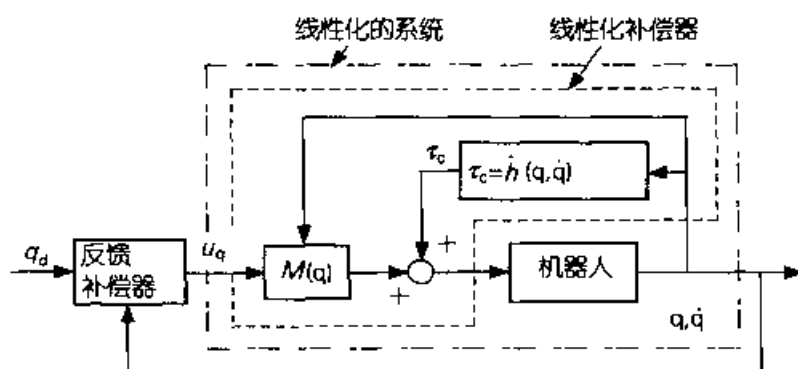 线性化的系统
线性化补偿器
τc
τc=ĥ(q,q̇)
qd
反馈
补偿器
uq
M(q)
+
+
机器人
q,q̇